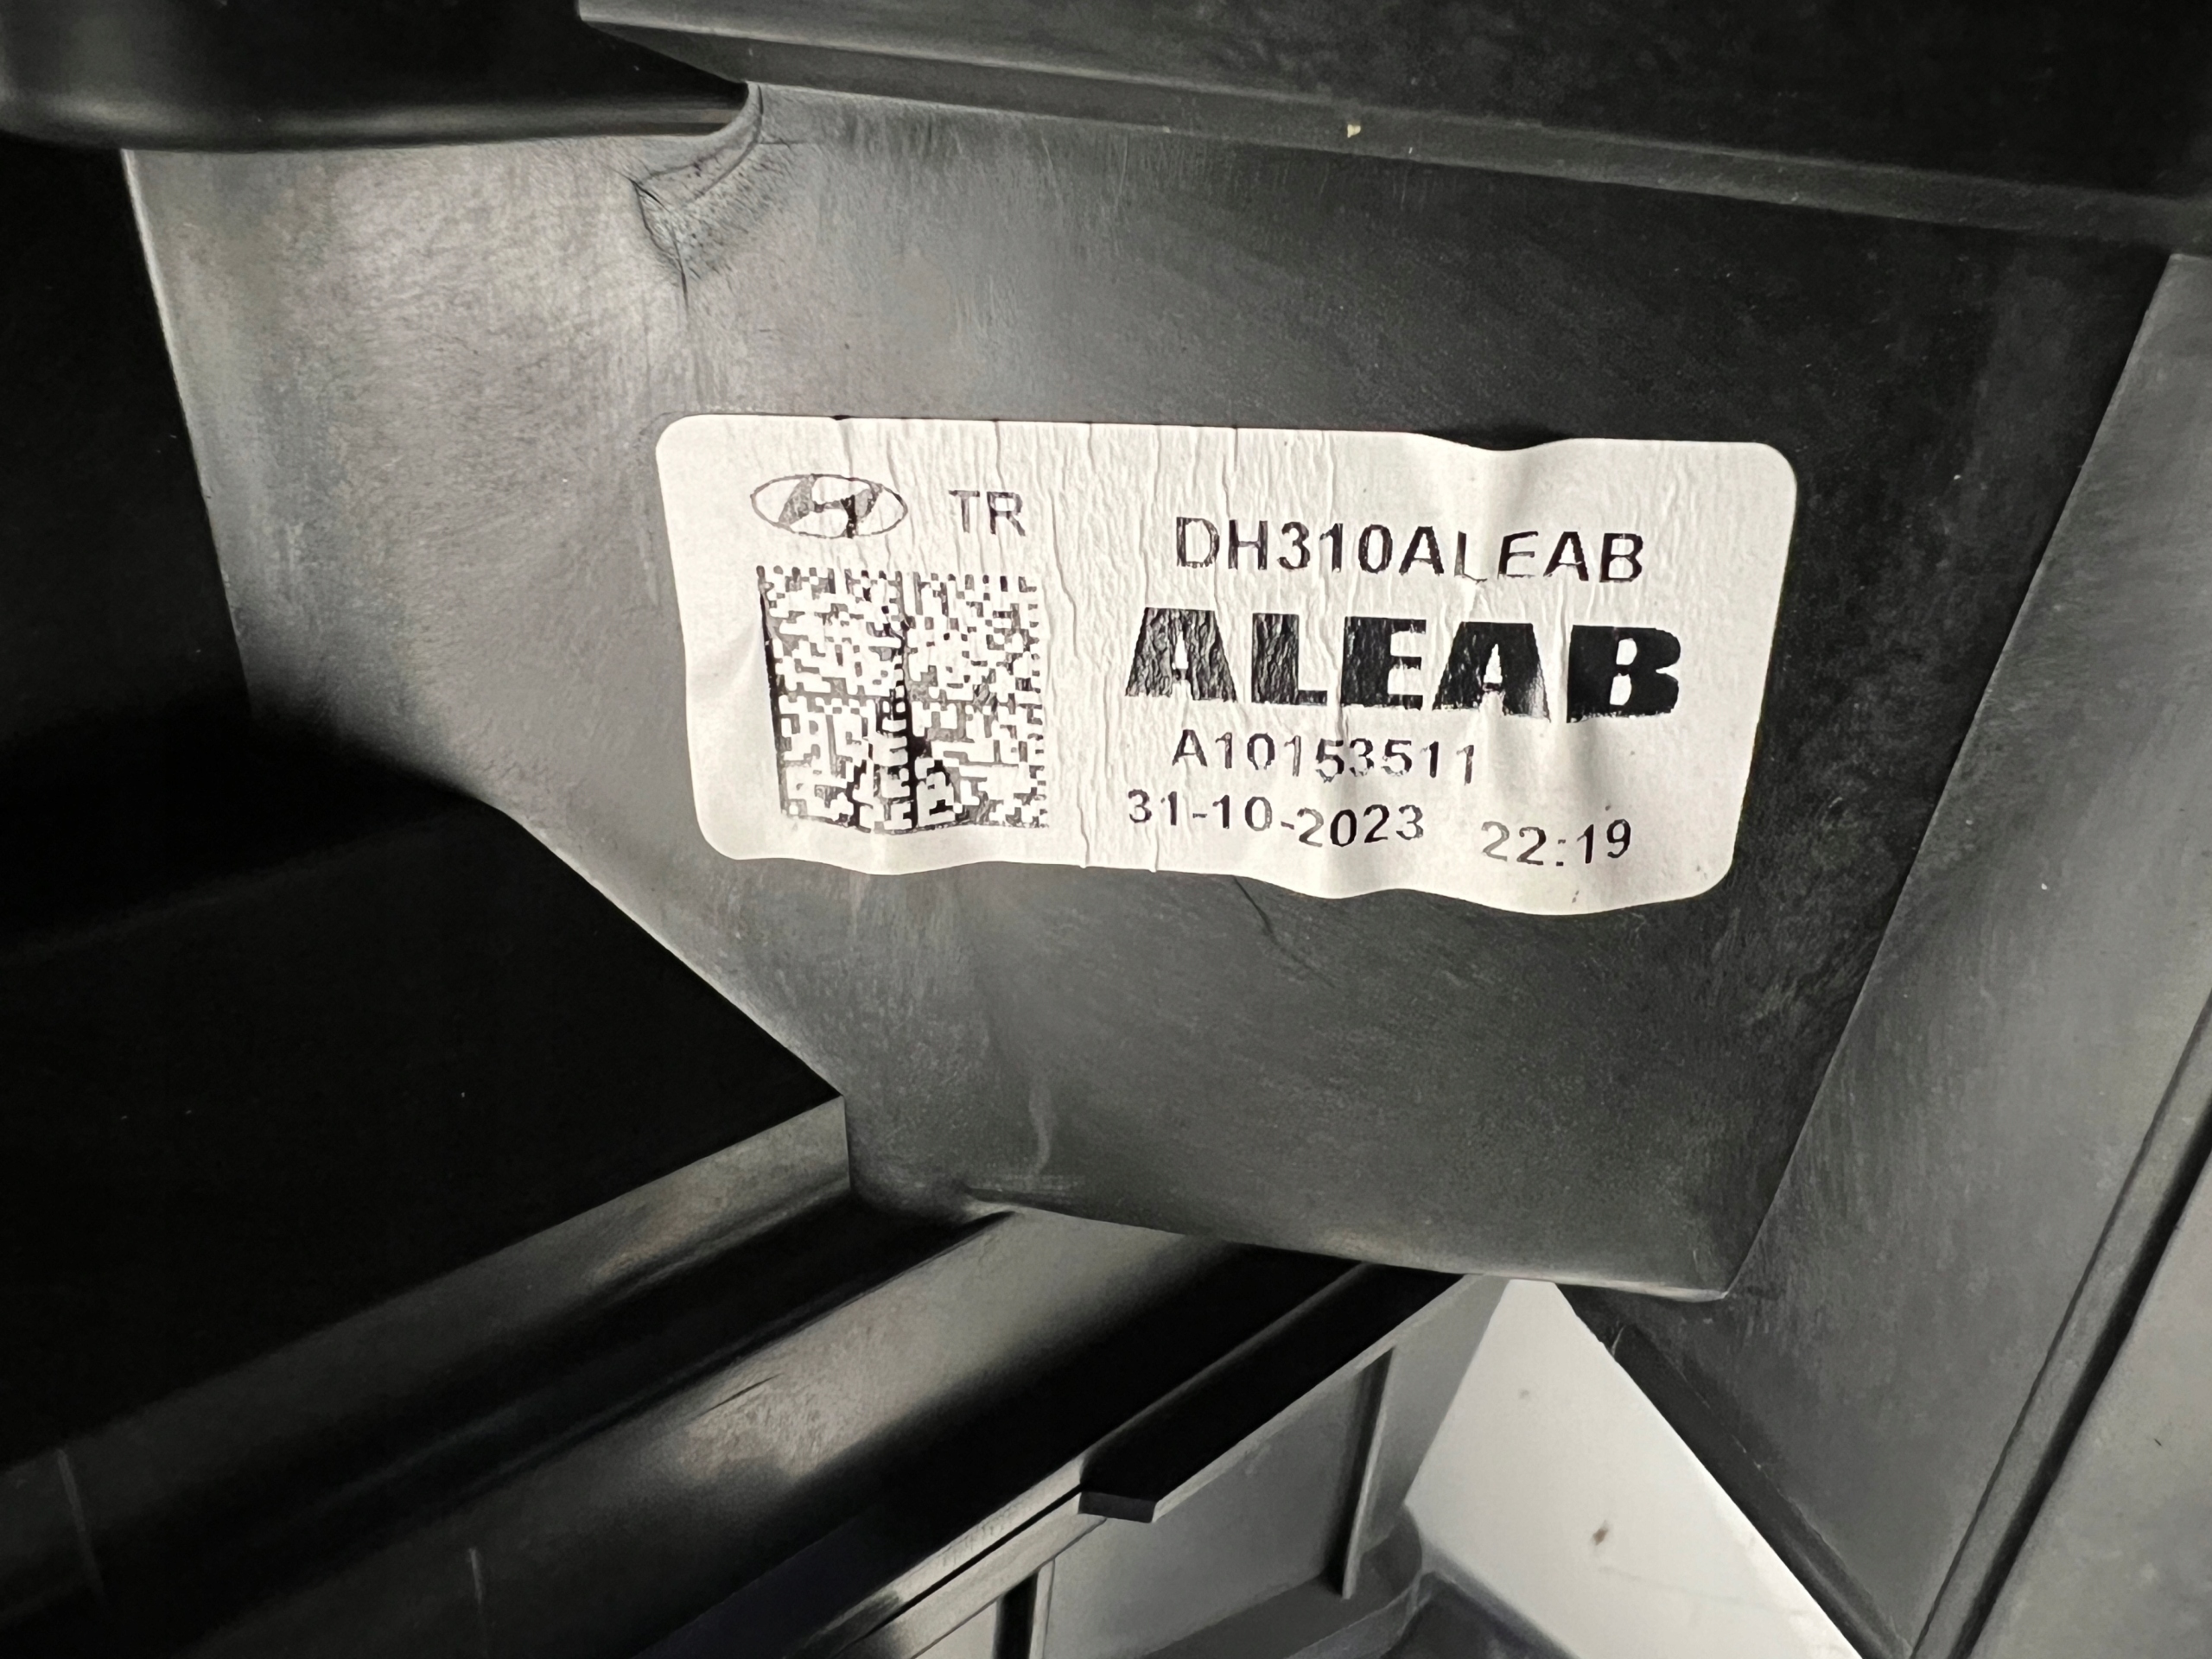 TR
DH310ALEAB
ALEAB
A10153511
31-10-2023 22:19